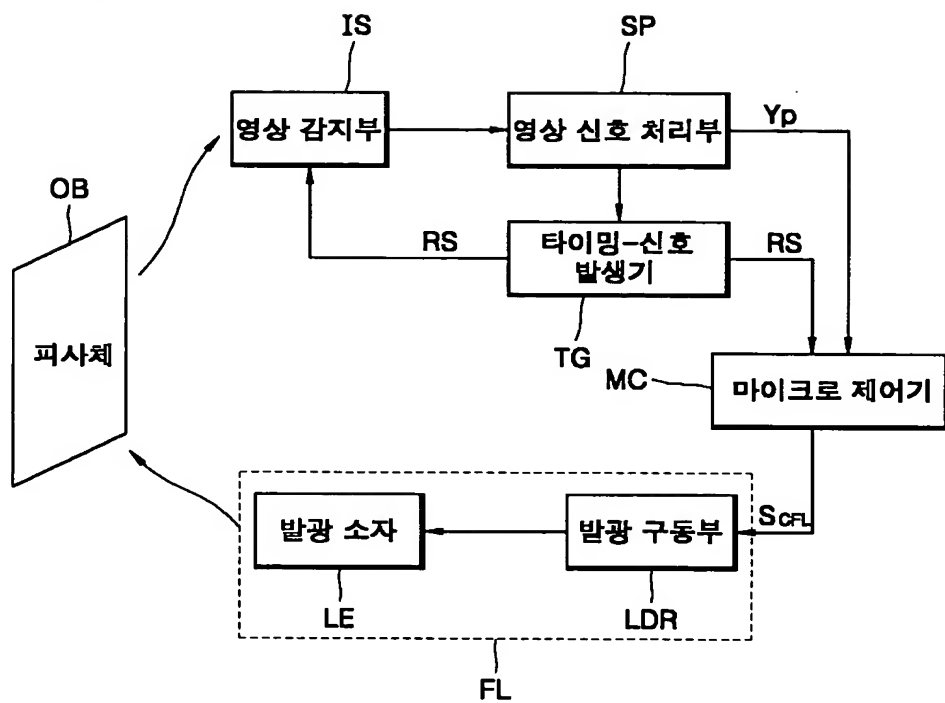 IS
SP
영상 감지부
영상 신호 처리부
Yp
OB
RS
타이밍-신호
발생기
RS
피사체
TG
MC
마이크로 제어기
SCFL
발광 소자
발광 구동부
LE
LDR
FL